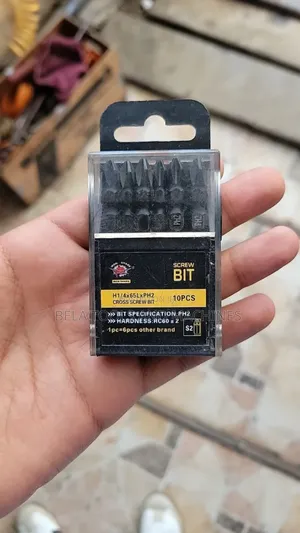 PH2
SCREW
BIT
H1/4x65LxPH2
CROSS SCREW BIT
10PCS
>>> BIT SPECIFICATION:PH2
>>> HARDNESS:RC60±2
1pc=6pcs other brand
S2